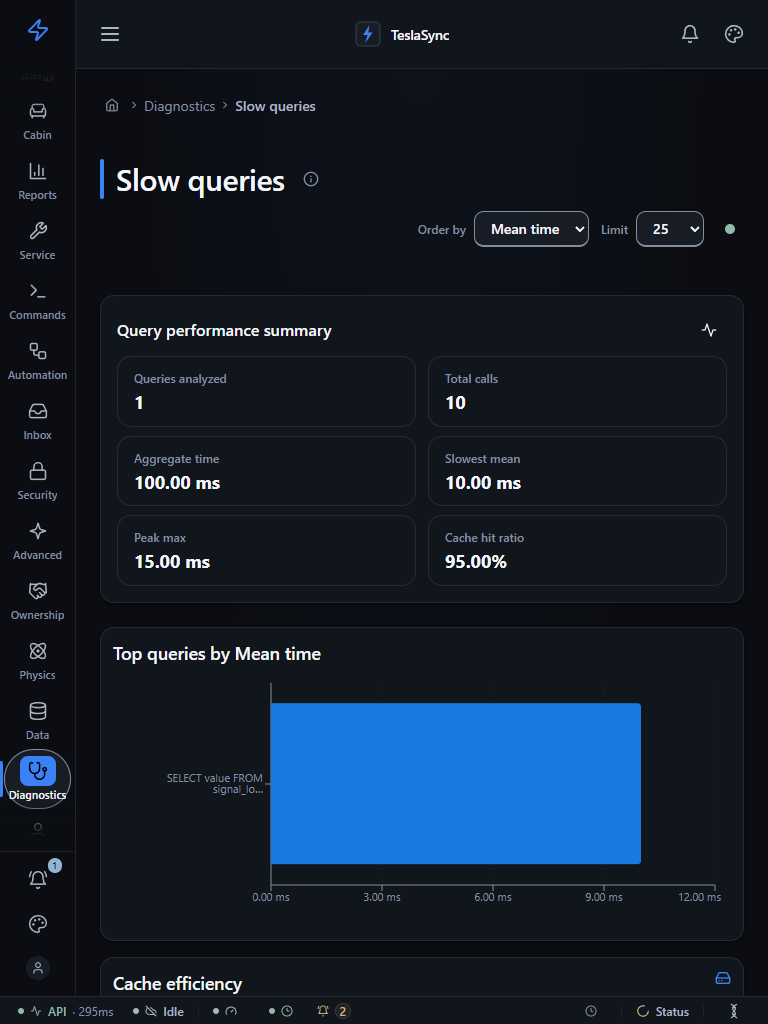 TeslaSync
Energy
Cabin
Reports
Service
Commands
Automation
Inbox
Security
Advanced
Ownership
Physics
Data
Diagnostics
1
Diagnostics > Slow queries
Slow queries
Order by Mean time Limit 25
Query performance summary
Queries analyzed
1
Total calls
10
Aggregate time
100.00 ms
Slowest mean
10.00 ms
Peak max
15.00 ms
Cache hit ratio
95.00%
Top queries by Mean time
SELECT value FROM
signal_lo...
0.00 ms 3.00 ms 6.00 ms 9.00 ms 12.00 ms
Cache efficiency
API · 295ms Idle 2 Status